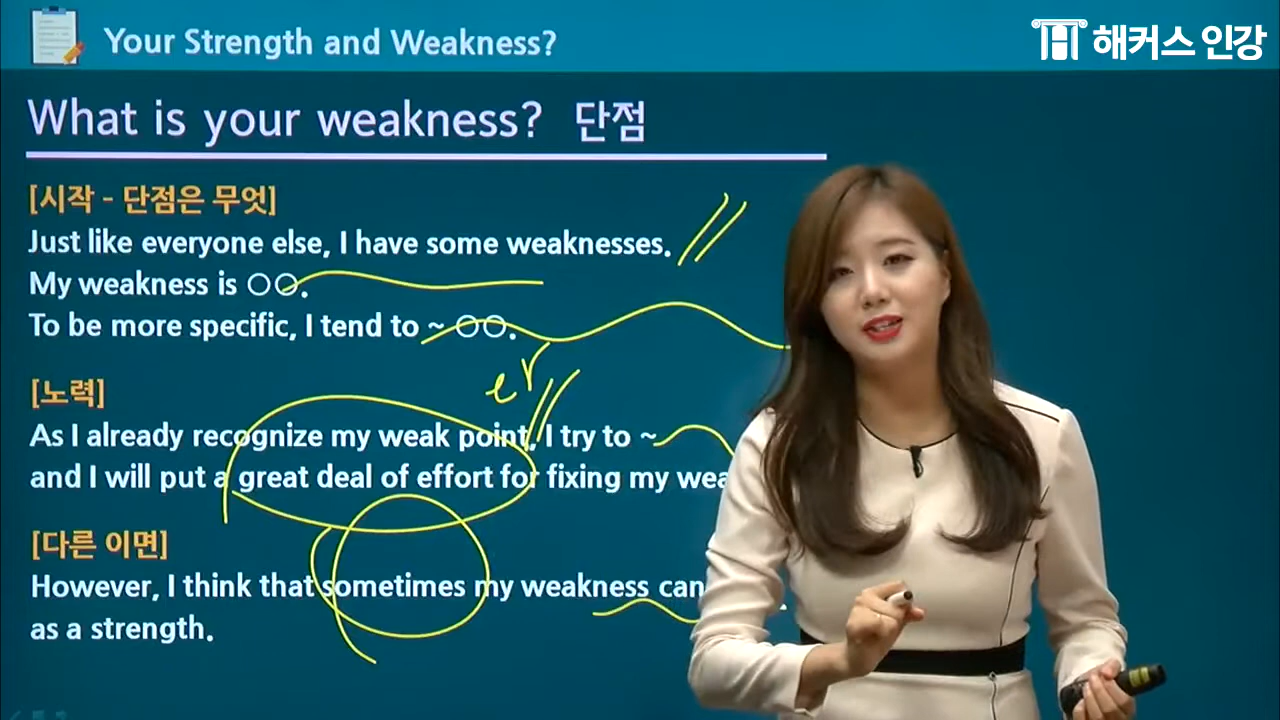 Your Strength and Weakness?
해커스 인강
What is your weakness? 단점
[시작 - 단점은 무엇]
Just like everyone else, I have some weaknesses.
My weakness is ○○.
To be more specific, I tend to ~ ○○.
er
[노력]
As I already recognize my weak point, I try to ~
and I will put a great deal of effort for fixing my
[다른 이면]
However, I think that sometimes my weakness can
as a strength.